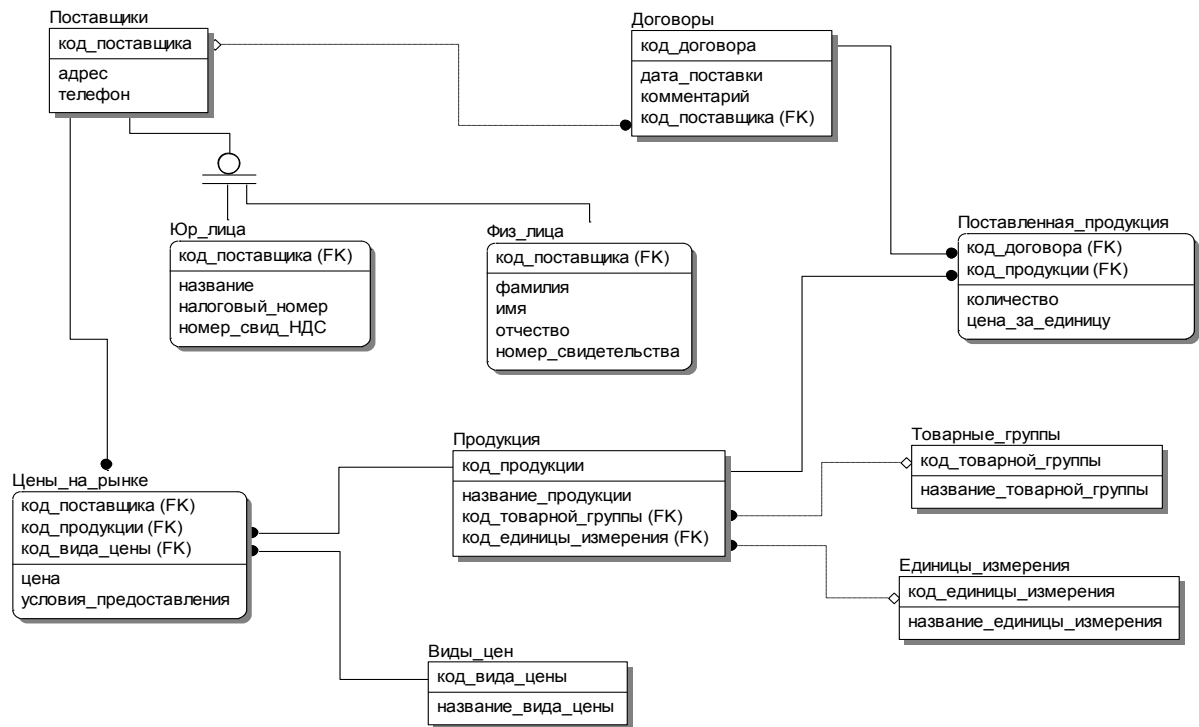 Поставщики
код_поставщика
адрес
телефон
Договоры
код_договора
дата_поставки
комментарий
код_поставщика (FK)
Юр_лица
код_поставщика (FK)
название
налоговый_номер
номер_свид_НДС
Физ_лица
код_поставщика (FK)
фамилия
имя
отчество
номер_свидетельства
Поставленная_продукция
код_договора (FK)
код_продукции (FK)
количество
цена_за_единицу
Цены_на_рынке
код_поставщика (FK)
код_продукции (FK)
код_вида_цены (FK)
цена
условия_предоставления
Продукция
код_продукции
название_продукции
код_товарной_группы (FK)
код_единицы_измерения (FK)
Товарные_группы
код_товарной_группы
название_товарной_группы
Единицы_измерения
код_единицы_измерения
название_единицы_измерения
Виды_цен
код_вида_цены
название_вида_цены